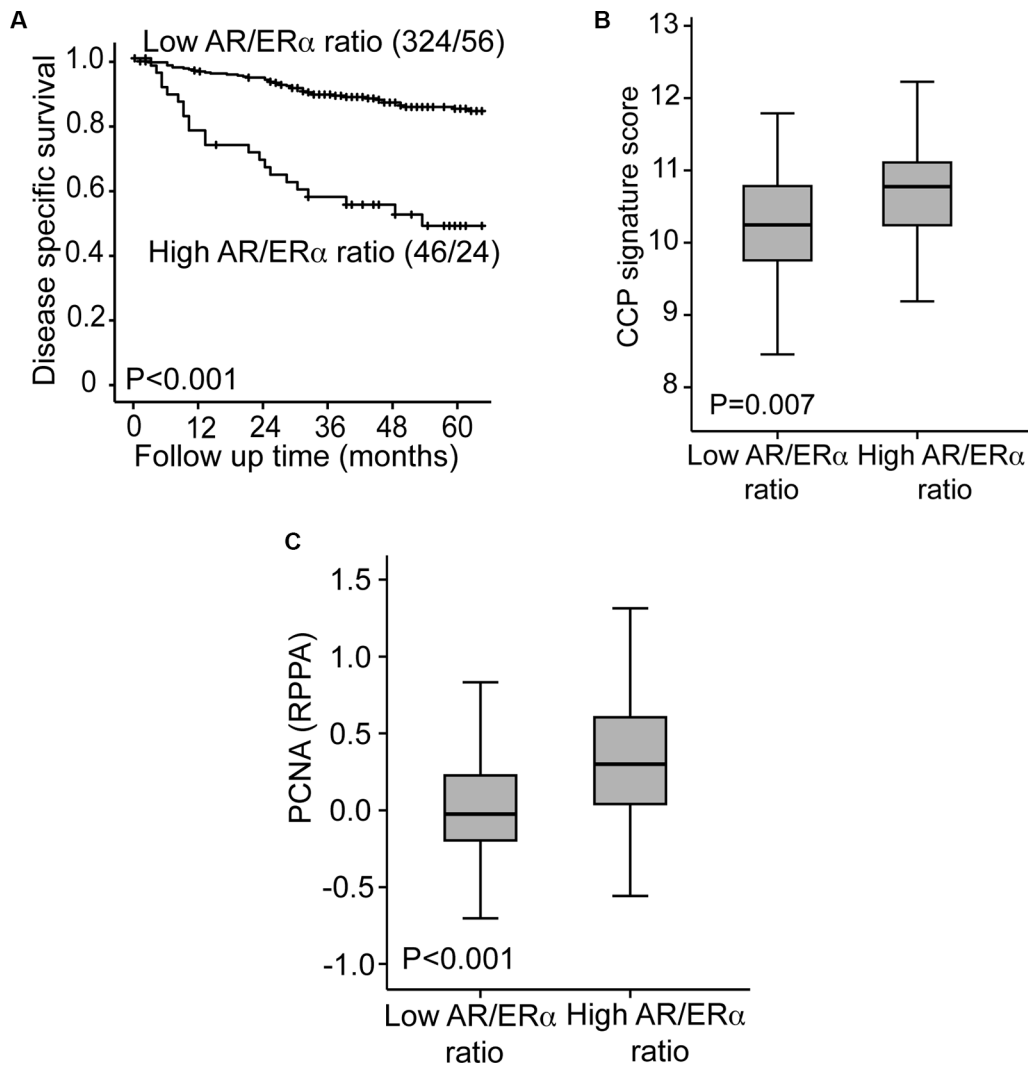 A
Low AR/ERα ratio (324/56)
1.0
0.8
0.6
0.4
0.2
0
Disease specific survival
High AR/ERα ratio (46/24)
P<0.001
0 12 24 36 48 60
Follow up time (months)
B
13
12
11
10
9
8
CCP signature score
P=0.007
Low AR/ERα ratio
High AR/ERα ratio
C
1.5
1.0
0.5
0.0
-0.5
-1.0
PCNA (RPPA)
P<0.001
Low AR/ERα ratio
High AR/ERα ratio